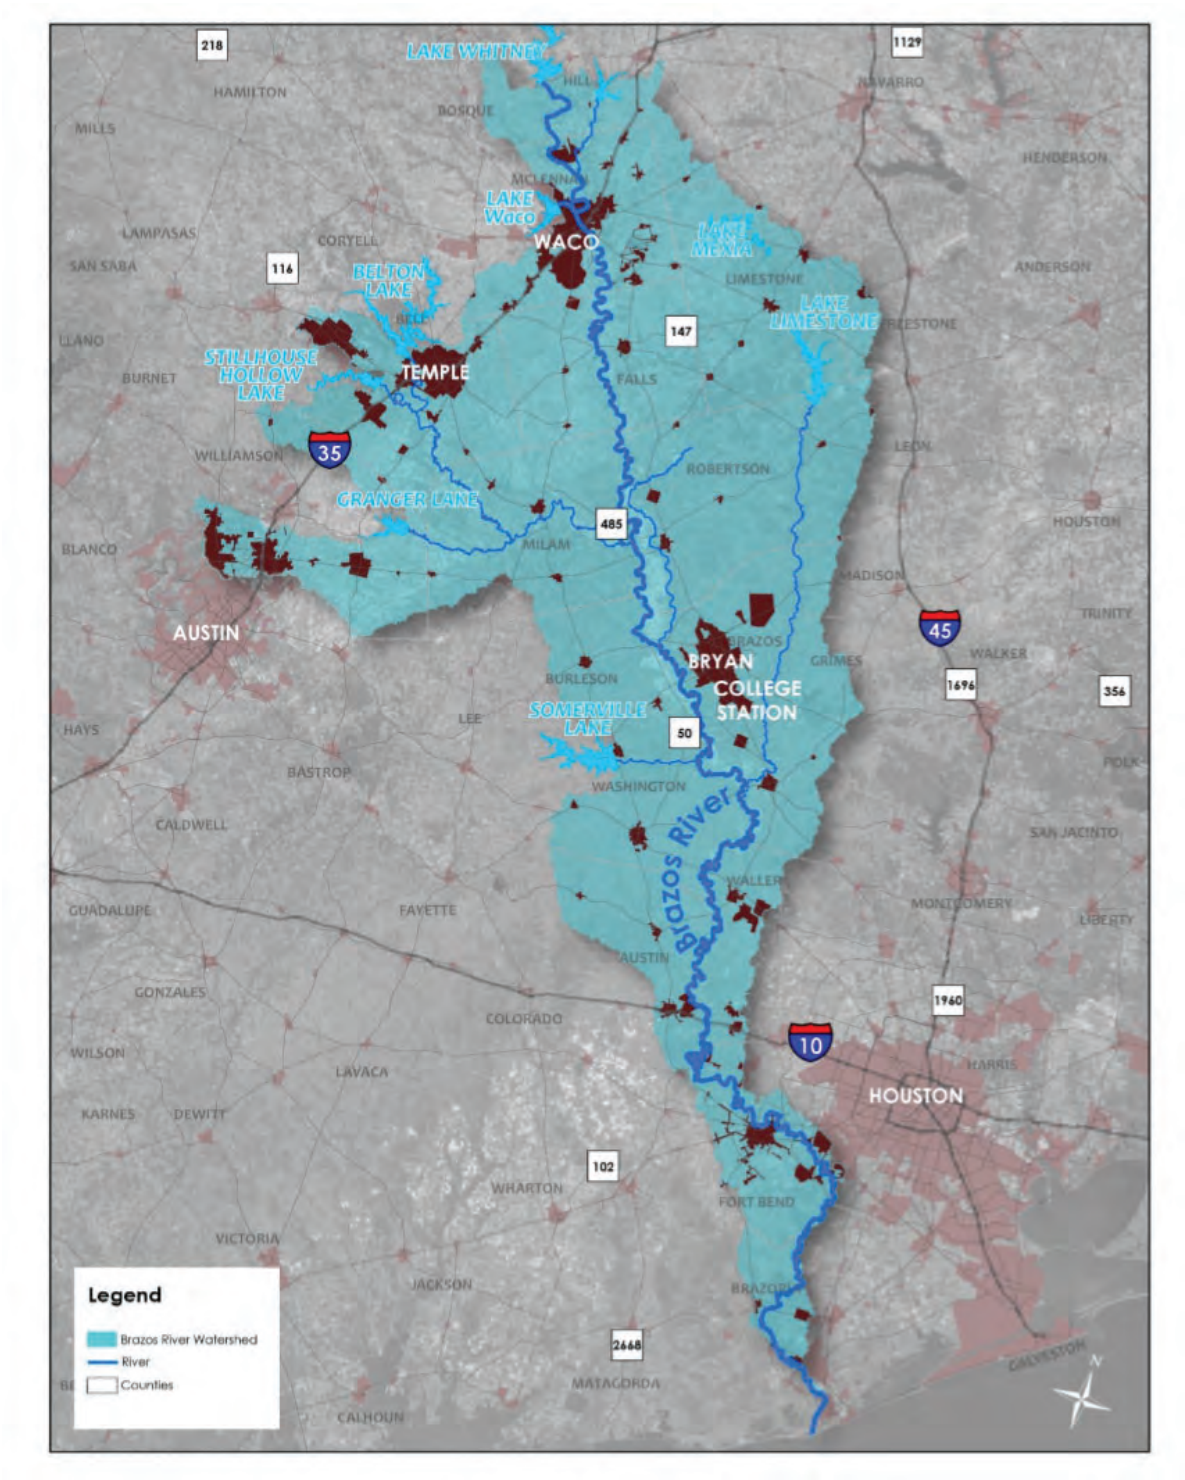 218
1129
LAKE WHITNEY
HILL
NAVARRO
HAMILTON
BOSQUE
MILLS
HENDERSON
MCLENNAN
LAKE
Waco
LAMPASAS
CORYELL
WACO
LAKE
MEXIA
SAN SABA
116
BELTON
LAKE
LIMESTONE
ANDERSON
LAKE
LIMESTONE
BELL
147
FREESTONE
LLANO
STILLHOUSE
HOLLOW
LAKE
TEMPLE
BURNET
FALLS
WILLIAMSON
35
LEON
ROBERTSON
GRANGER LAKE
485
HOUSTON
BLANCO
MILAM
MADISON
TRINITY
AUSTIN
45
BRAZOS
WALKER
BRYAN
GRIMES
BURLESON
1696
356
COLLEGE
STATION
SOMERVILLE
LAKE
LEE
50
HAYS
BASTROP
POLK
WASHINGTON
CALDWELL
Brazos River
SAN JACINTO
WALLER
GUADALUPE
FAYETTE
MONTGOMERY
LIBERTY
AUSTIN
GONZALES
1960
COLORADO
10
WILSON
LAVACA
HARRIS
HOUSTON
KARNES
DEWITT
102
WHARTON
FORT BEND
VICTORIA
JACKSON
BRAZORI
Legend
Brazos River Watershed
River
Counties
2668
GALVESTON
N
MATAGORDA
BE
CALHOUN